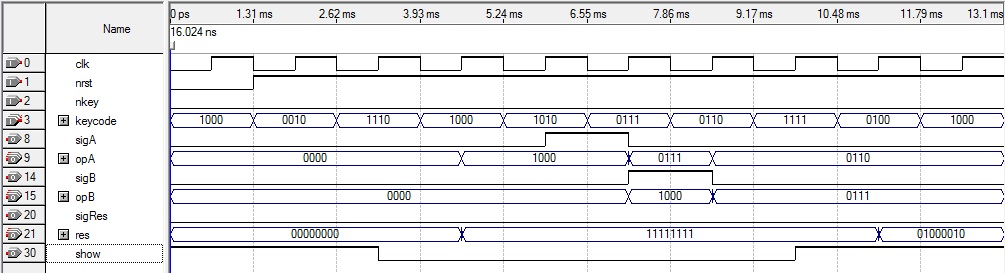 Name 0 ps 1.31 ms 2.62 ms 3.93 ms 5.24 ms 6.55 ms 7.86 ms 9.17 ms 10.48 ms 11.79 ms 13.1 ms
16.024 ns
0 clk
1 nrst
2 nkey
3 keycode 1000 0010 1110 1000 1010 0111 0110 1111 0100 1000
8 sigA
9 opA 0000 1000 0111 0110
14 sigB
15 opB 0000 1000 0111
20 sigRes
21 res 00000000 11111111 01000010
30 show